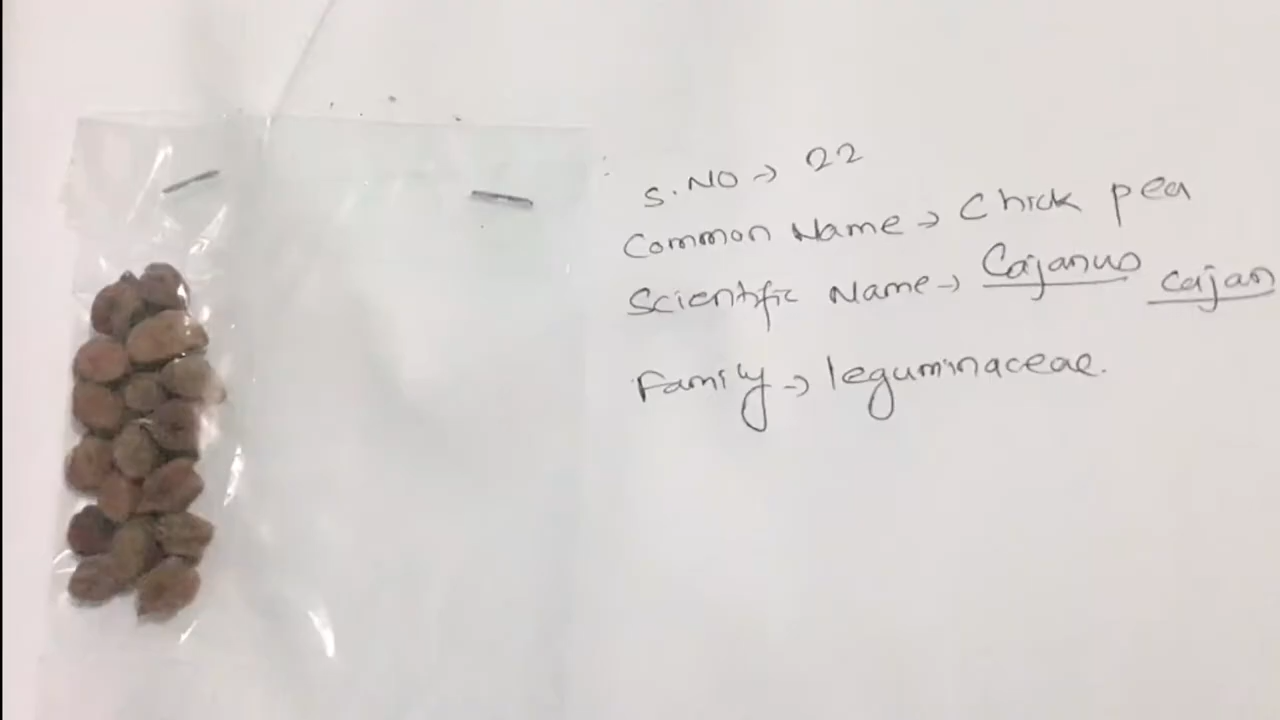 S.NO → 22
Common Name → Chick pea
Scientific Name → Cajanus cajan
Family → leguminaceae.